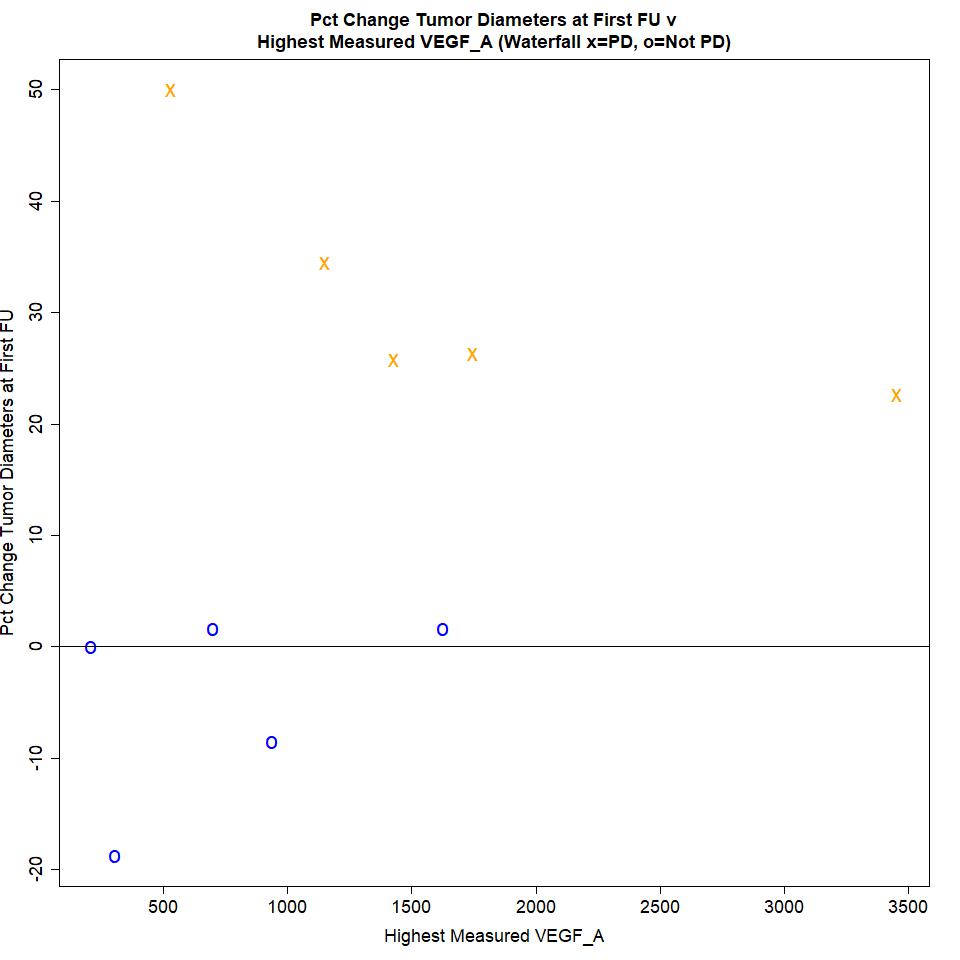 Pct Change Tumor Diameters at First FU v
Highest Measured VEGF_A (Waterfall x=PD, o=Not PD)
Pct Change Tumor Diameters at First FU
50
40
30
20
10
0
-10
-20
X
X
X
X
X
O
O
O
O
O
500 1000 1500 2000 2500 3000 3500
Highest Measured VEGF_A